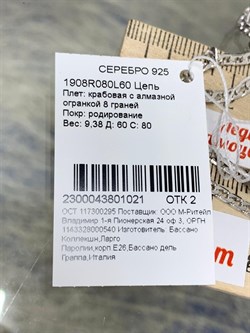 СЕРЕБРО 925
1908R080L60 Цепь
Плет: крабовая с алмазной
огранкой 8 граней
Покр: родирование
Вес: 9,38 Д: 60 С: 80
2300043801021 ОТК 2
ОСТ 117300295 Поставщик: ООО М-Ритейл
Владимир 1-я Пионерская 24 оф 3, ОРГН
1143328000540 Изготовитель: Бассано
Коллекшн,Ларго
Паролини,корп Е26,Бассано дель
Граппа,Италия